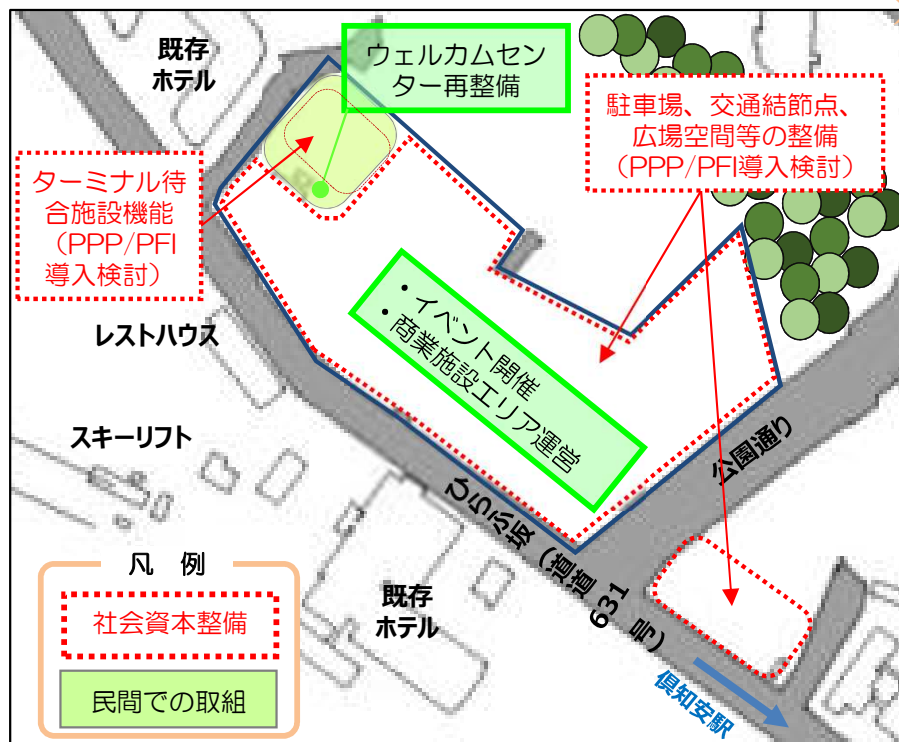 既存
ホテル
ウェルカムセン
ター再整備
駐車場、交通結節点、
広場空間等の整備
（PPP/PFI導入検討）
ターミナル待
合施設機能
（PPP/PFI
導入検討）
レストハウス
スキーリフト
・イベント開催
・商業施設エリア運営
公園通り
ひらふ坂（道道
631
号）
既存
ホテル
倶知安駅
凡　例
社会資本整備
民間での取組